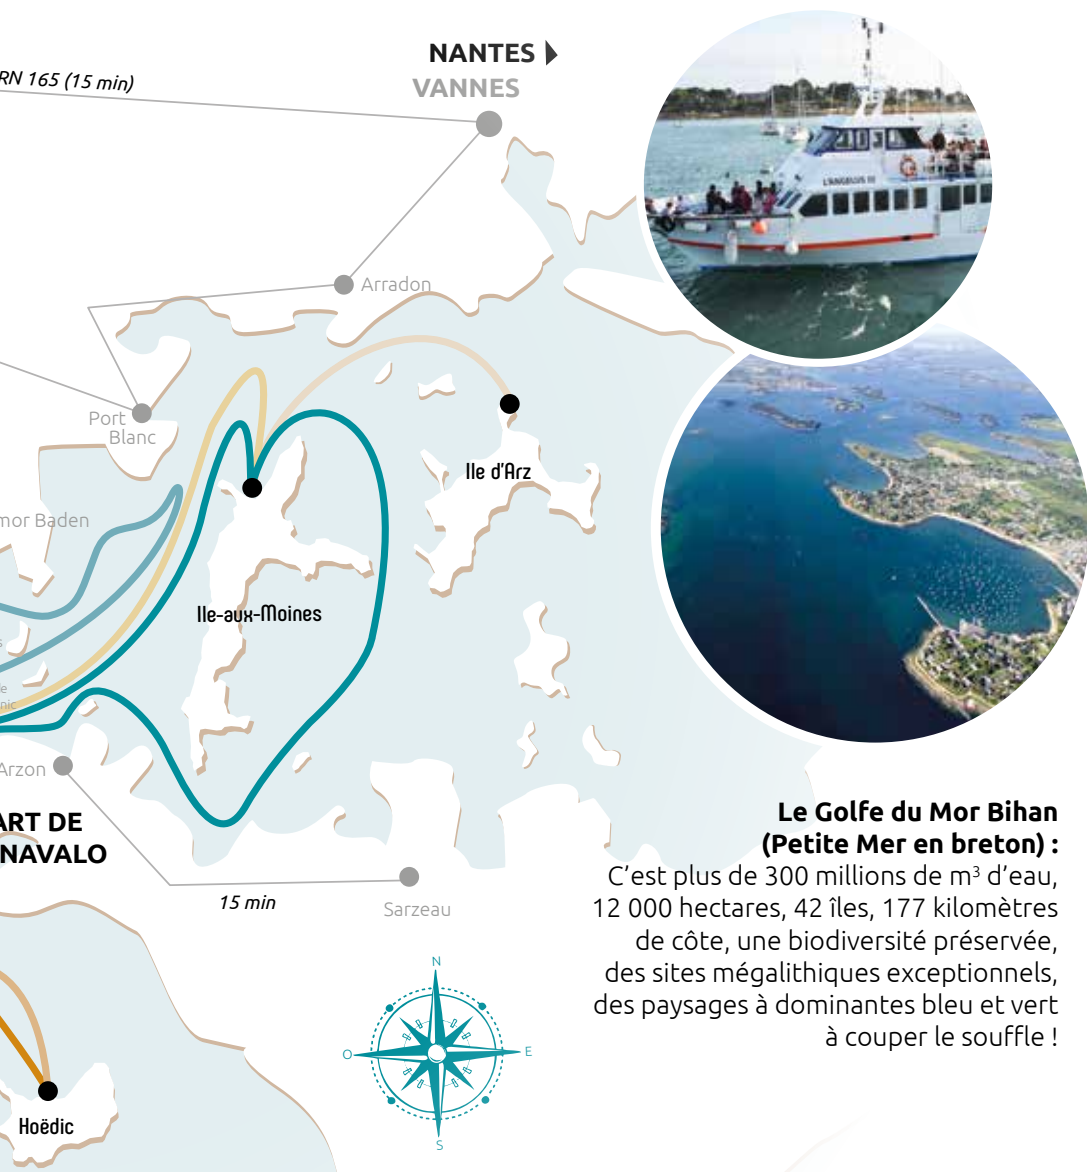 NANTES
VANNES
RN 165 (15 min)
L'ANGELUS III
Arradon
Port
Blanc
Ile d'Arz
mor Baden
Ile-aux-Moines
s
e
nic
Arzon
ART DE
NAVALO
15 min
Sarzeau
Le Golfe du Mor Bihan
(Petite Mer en breton) :
C'est plus de 300 millions de m³ d'eau,
12 000 hectares, 42 îles, 177 kilomètres
de côte, une biodiversité préservée,
des sites mégalithiques exceptionnels,
des paysages à dominantes bleu et vert
à couper le souffle !
N
O
E
S
Hoëdic